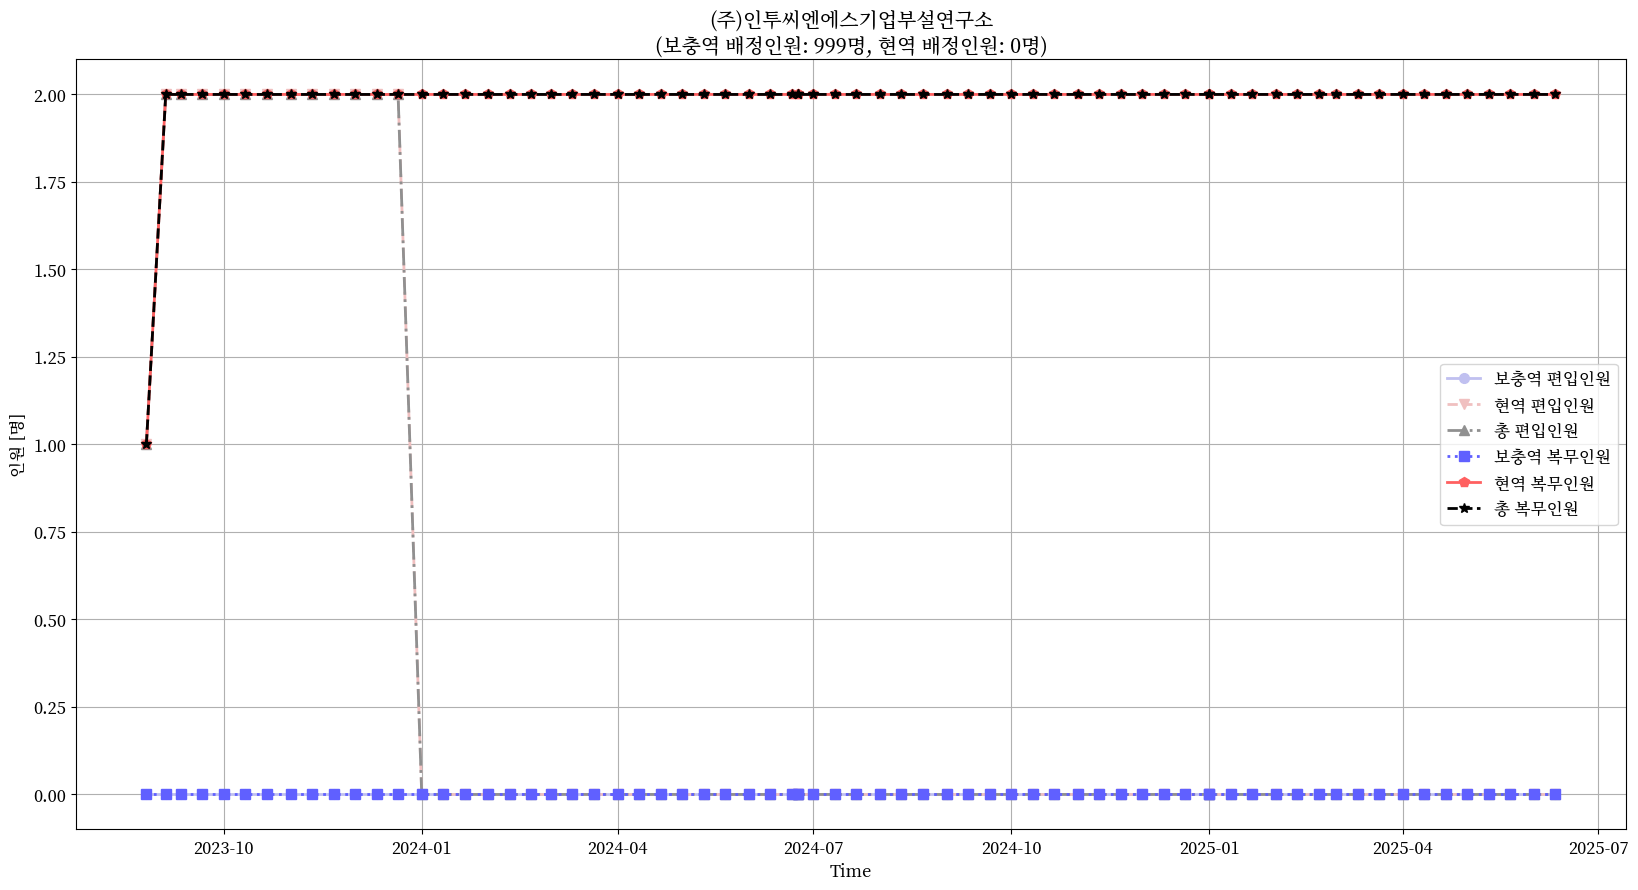 (주)인투씨엔에스기업부설연구소
(보충역 배정인원: 999명, 현역 배정인원: 0명)
인원 [명]
2.00
1.75
1.50
1.25
1.00
0.75
0.50
0.25
0.00
보충역 편입인원
현역 편입인원
총 편입인원
보충역 복무인원
현역 복무인원
총 복무인원
2023-10
2024-01
2024-04
2024-07
2024-10
2025-01
2025-04
2025-07
Time